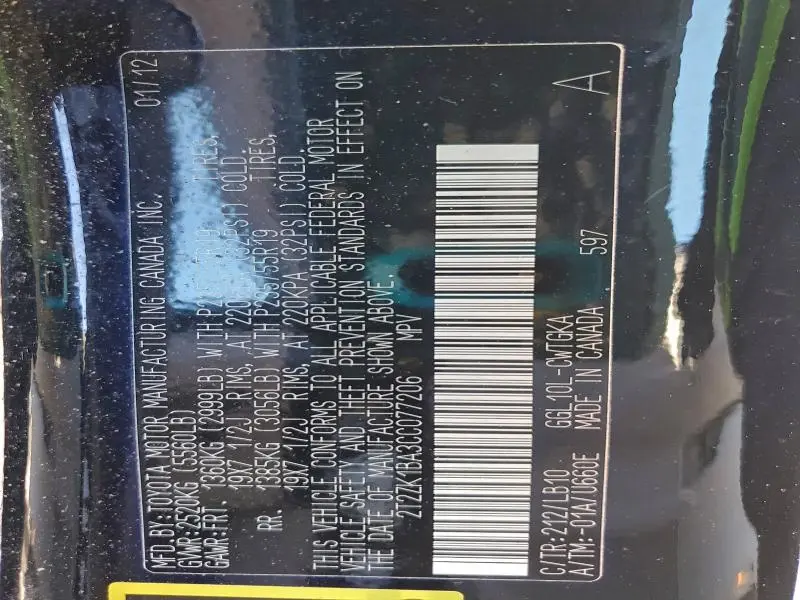 MFD.BY:TOYOTA MOTOR MANUFACTURING CANADA INC. 01/12
GVWR:2520KG (5560LB)
GAWR:FRT 1360KG (2999LB) WITH TIRES,
19X7 1/2J RIMS, AT COLD
RR. 1385KG (3056LB) WITH P235/55R19 TIRES,
19X7 1/2J RIMS, AT 220KPA (32PSI) COLD
THIS VEHICLE CONFORMS TO ALL APPLICABLE FEDERAL MOTOR
VEHICLE SAFETY AND THEFT PREVENTION STANDARDS IN EFFECT ON
THE DATE OF MANUFACTURE SHOWN ABOVE.
2T2ZK1BA3CC077206 MPV
C/TR:212/LB10 GGL10L-CWTGKA A
A/TM:-01A/U660E MADE IN CANADA 597